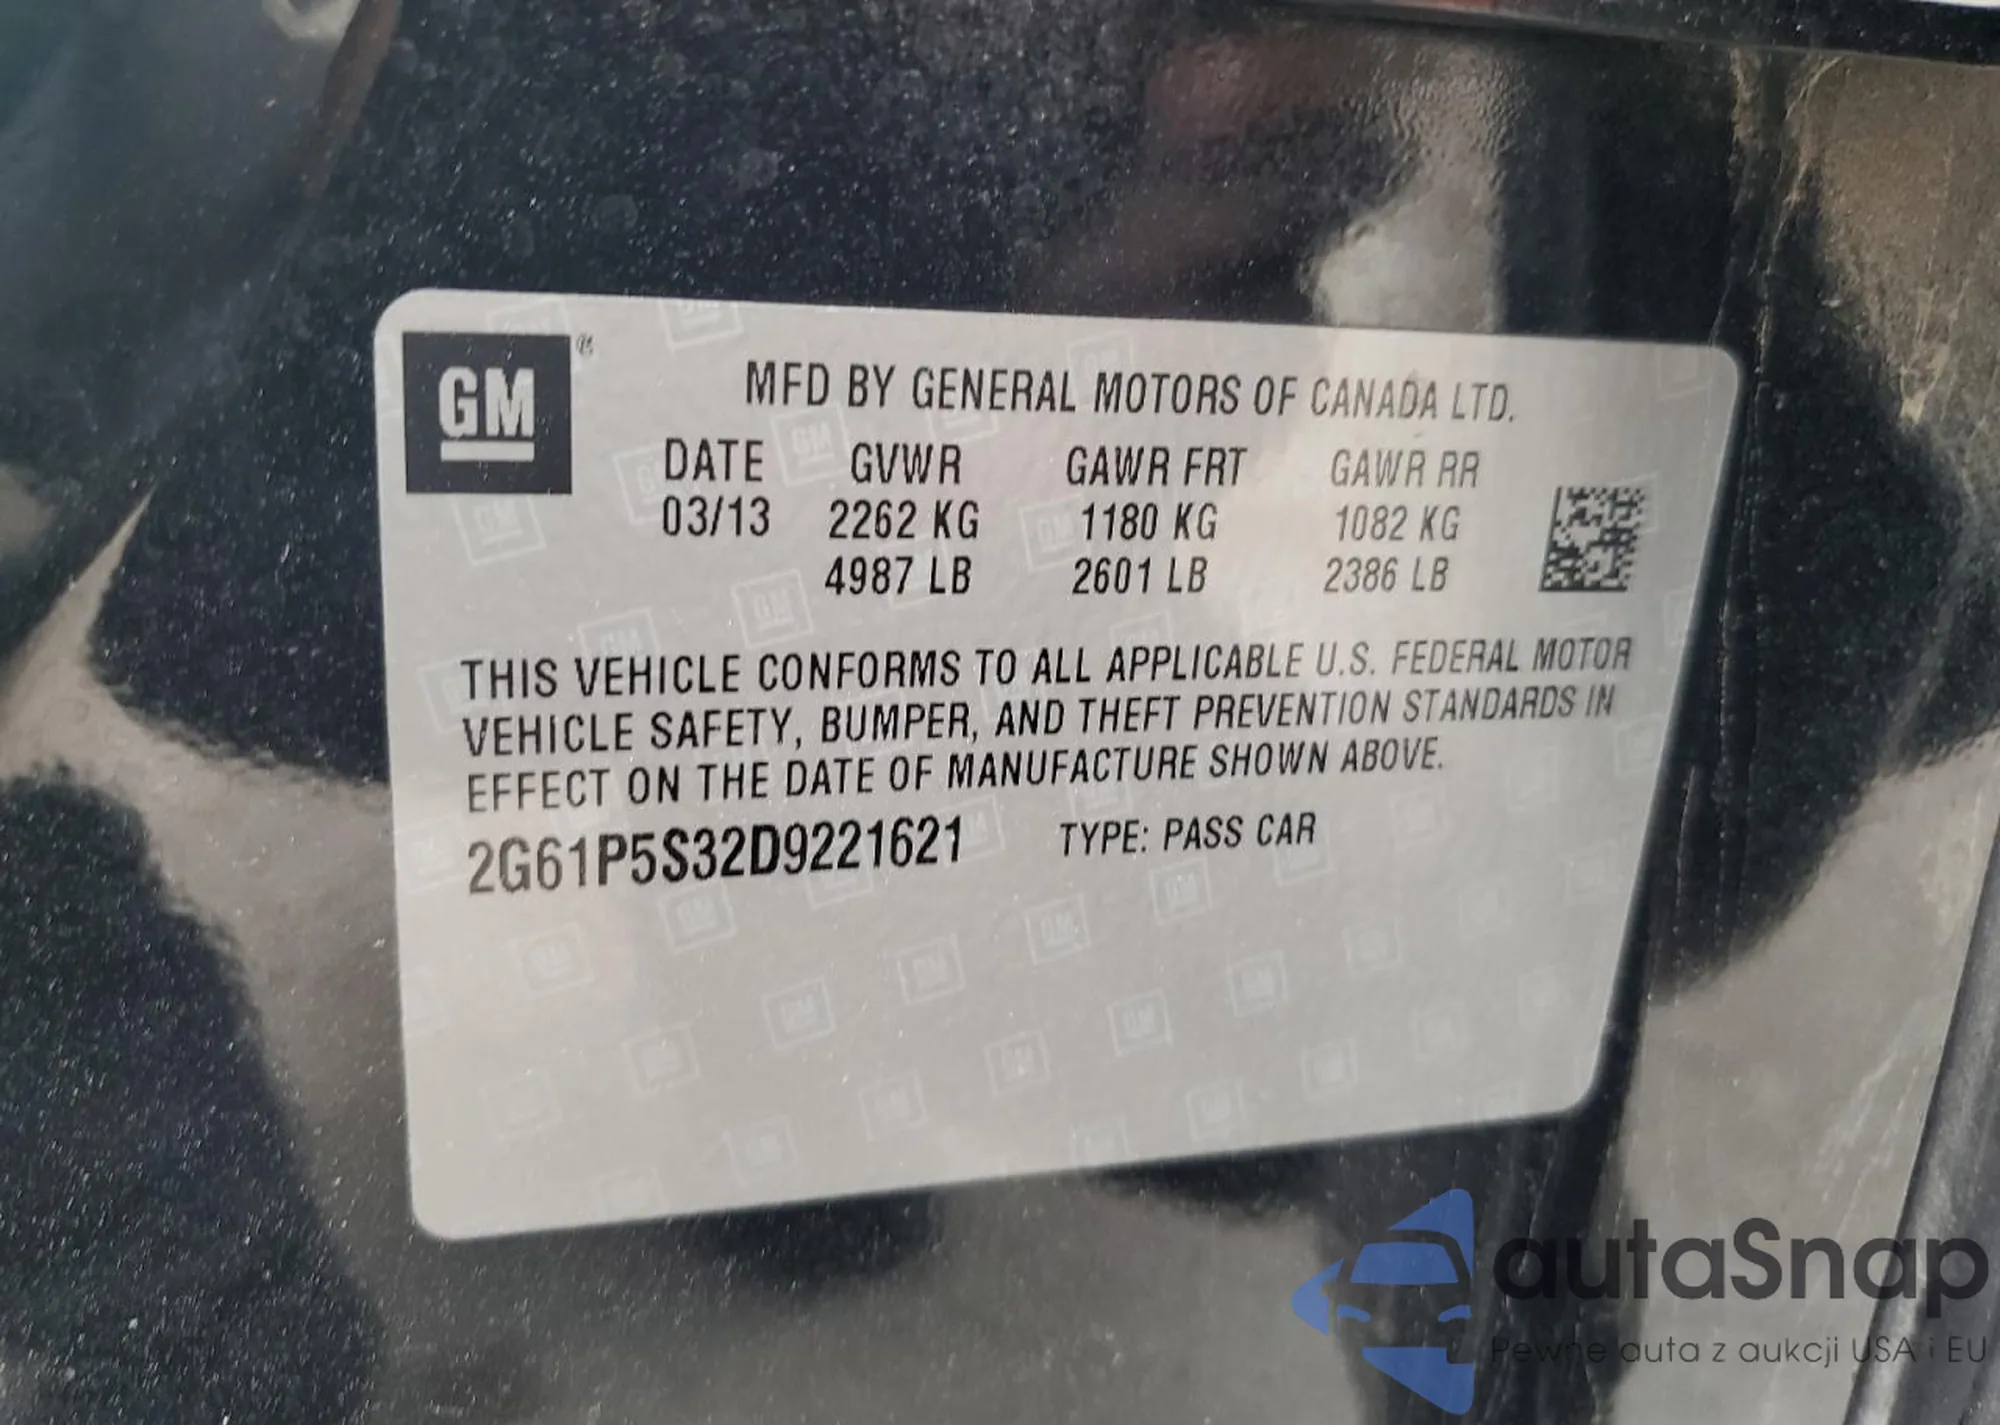 GM®
MFD BY GENERAL MOTORS OF CANADA LTD.
DATE GVWR GAWR FRT GAWR RR
03/13 2262 KG 1180 KG 1082 KG
4987 LB 2601 LB 2386 LB
THIS VEHICLE CONFORMS TO ALL APPLICABLE U.S. FEDERAL MOTOR
VEHICLE SAFETY, BUMPER, AND THEFT PREVENTION STANDARDS IN
EFFECT ON THE DATE OF MANUFACTURE SHOWN ABOVE.
2G61P5S32D9221621 TYPE: PASS CAR
autaSnap
Pewne auta z aukcji USA i EU